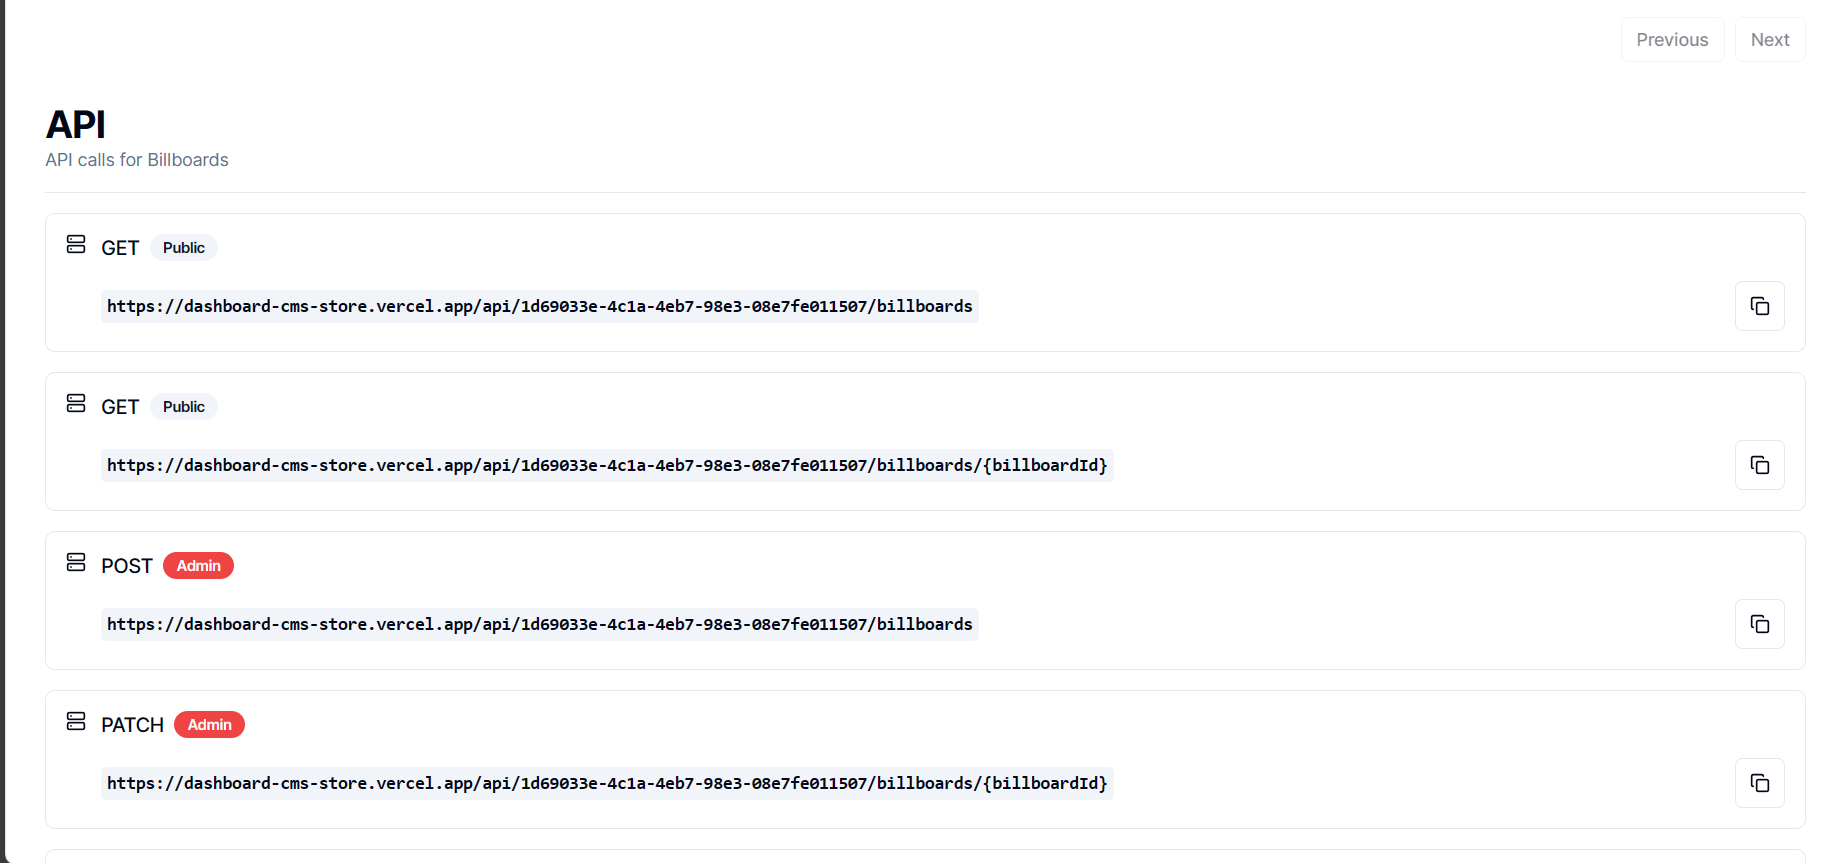 Previous Next
API
API calls for Billboards
GET Public
https://dashboard-cms-store.vercel.app/api/1d69033e-4c1a-4eb7-98e3-08e7fe011507/billboards
GET Public
https://dashboard-cms-store.vercel.app/api/1d69033e-4c1a-4eb7-98e3-08e7fe011507/billboards/{billboardId}
POST Admin
https://dashboard-cms-store.vercel.app/api/1d69033e-4c1a-4eb7-98e3-08e7fe011507/billboards
PATCH Admin
https://dashboard-cms-store.vercel.app/api/1d69033e-4c1a-4eb7-98e3-08e7fe011507/billboards/{billboardId}